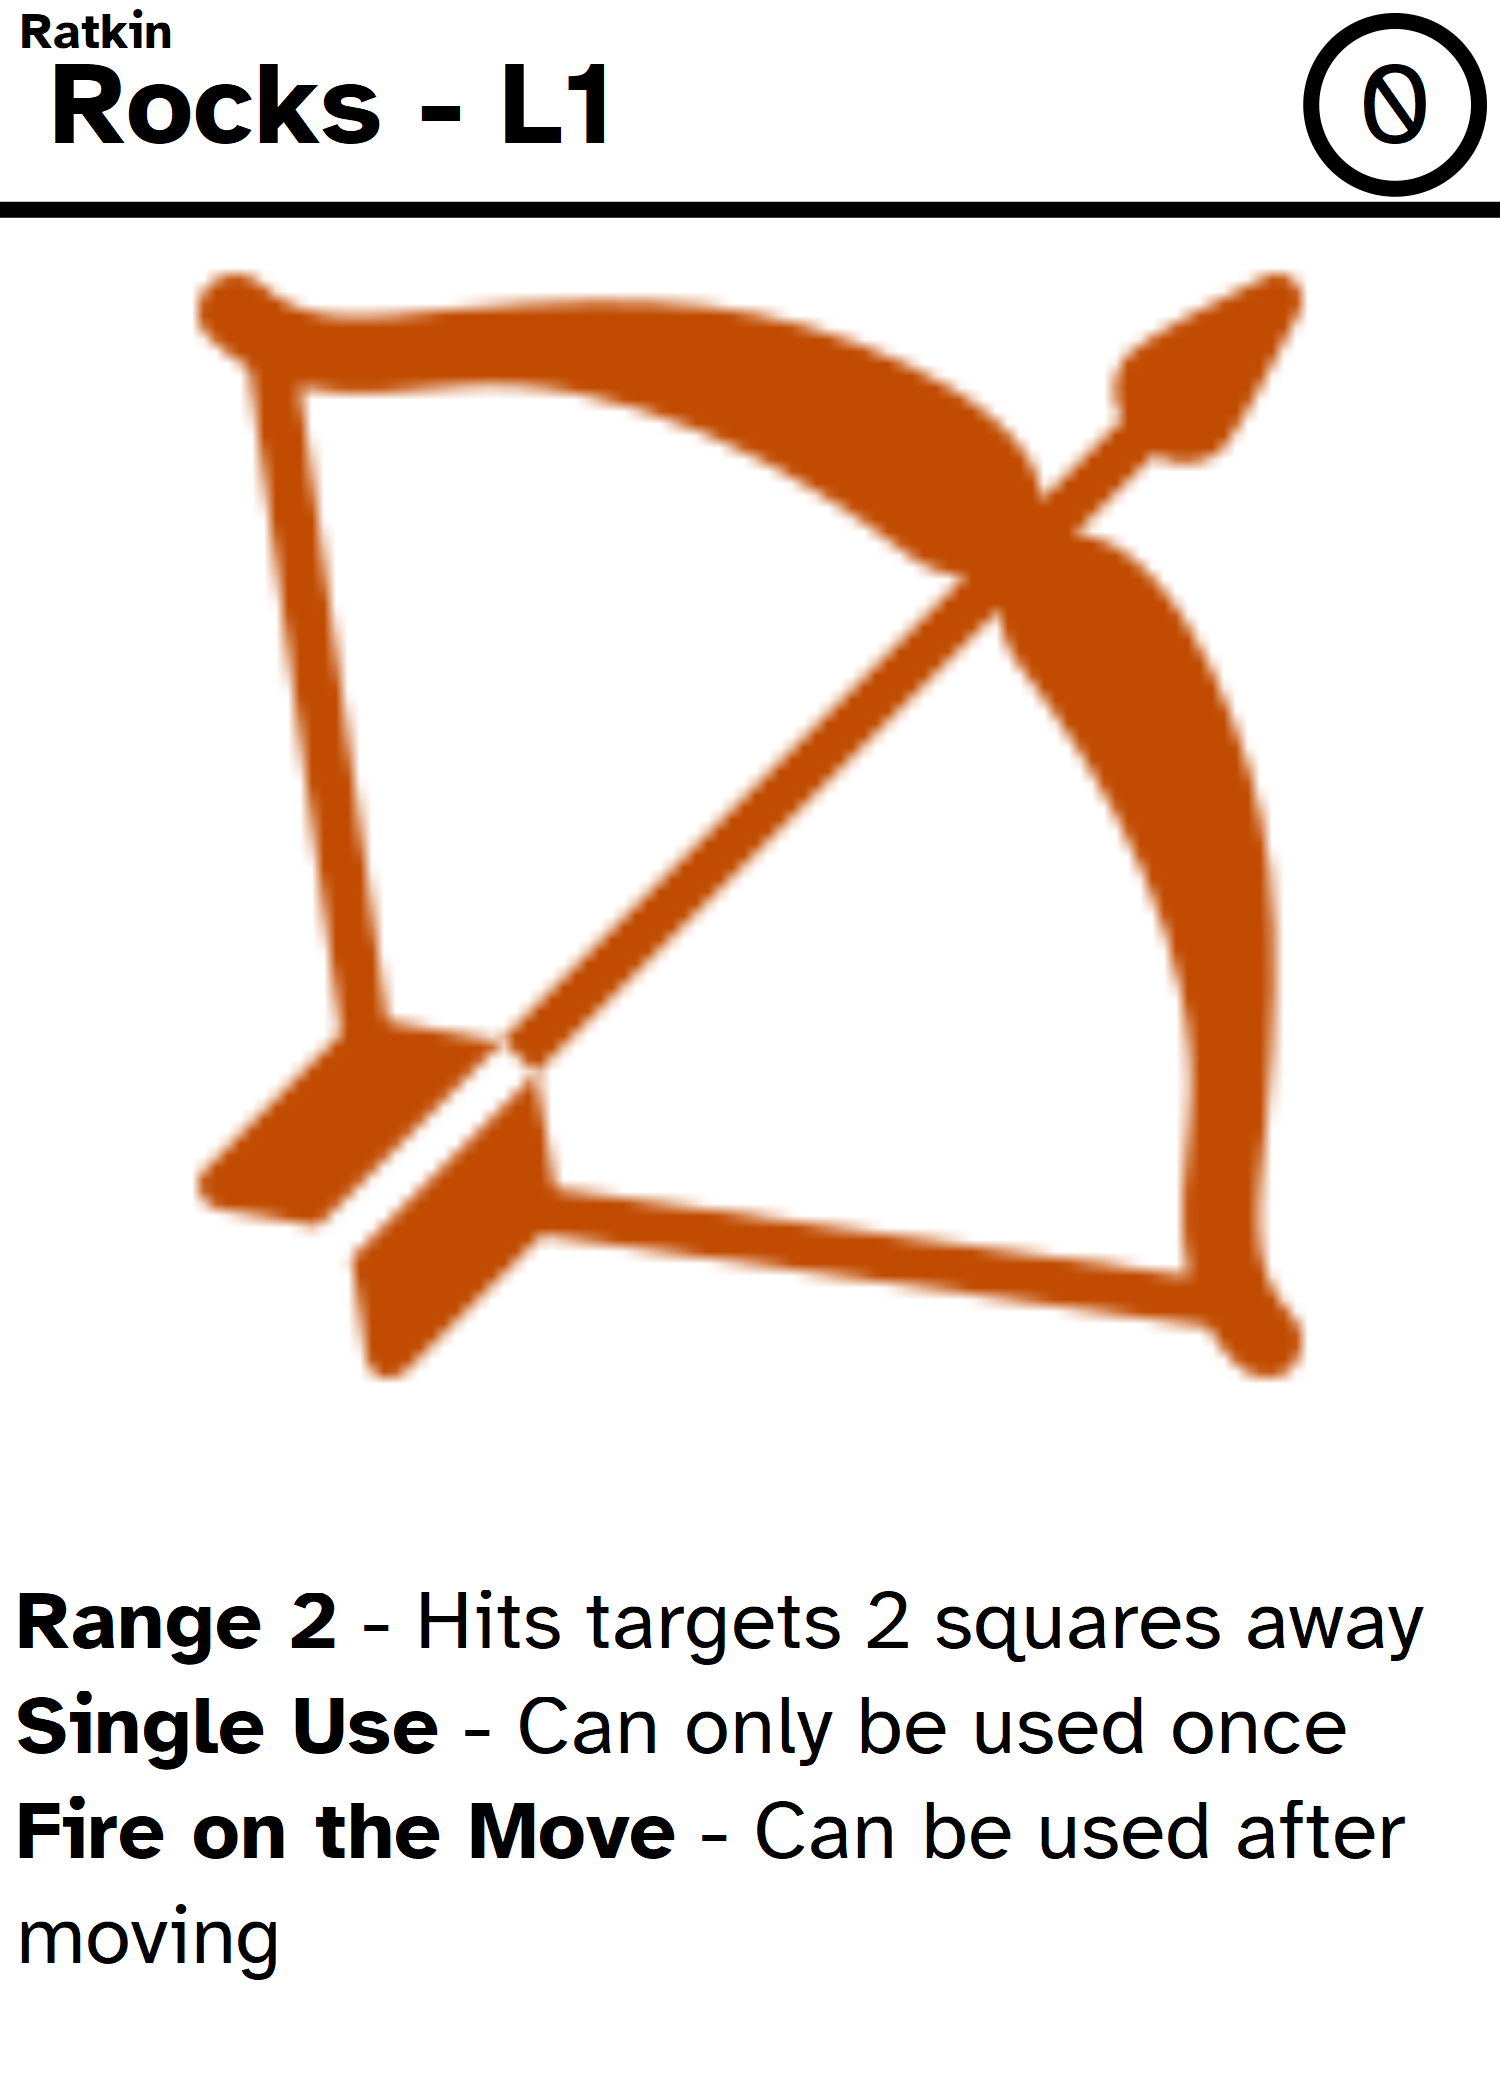 Ratkin
Rocks - L1
0
Range 2 - Hits targets 2 squares away
Single Use - Can only be used once
Fire on the Move - Can be used after
moving